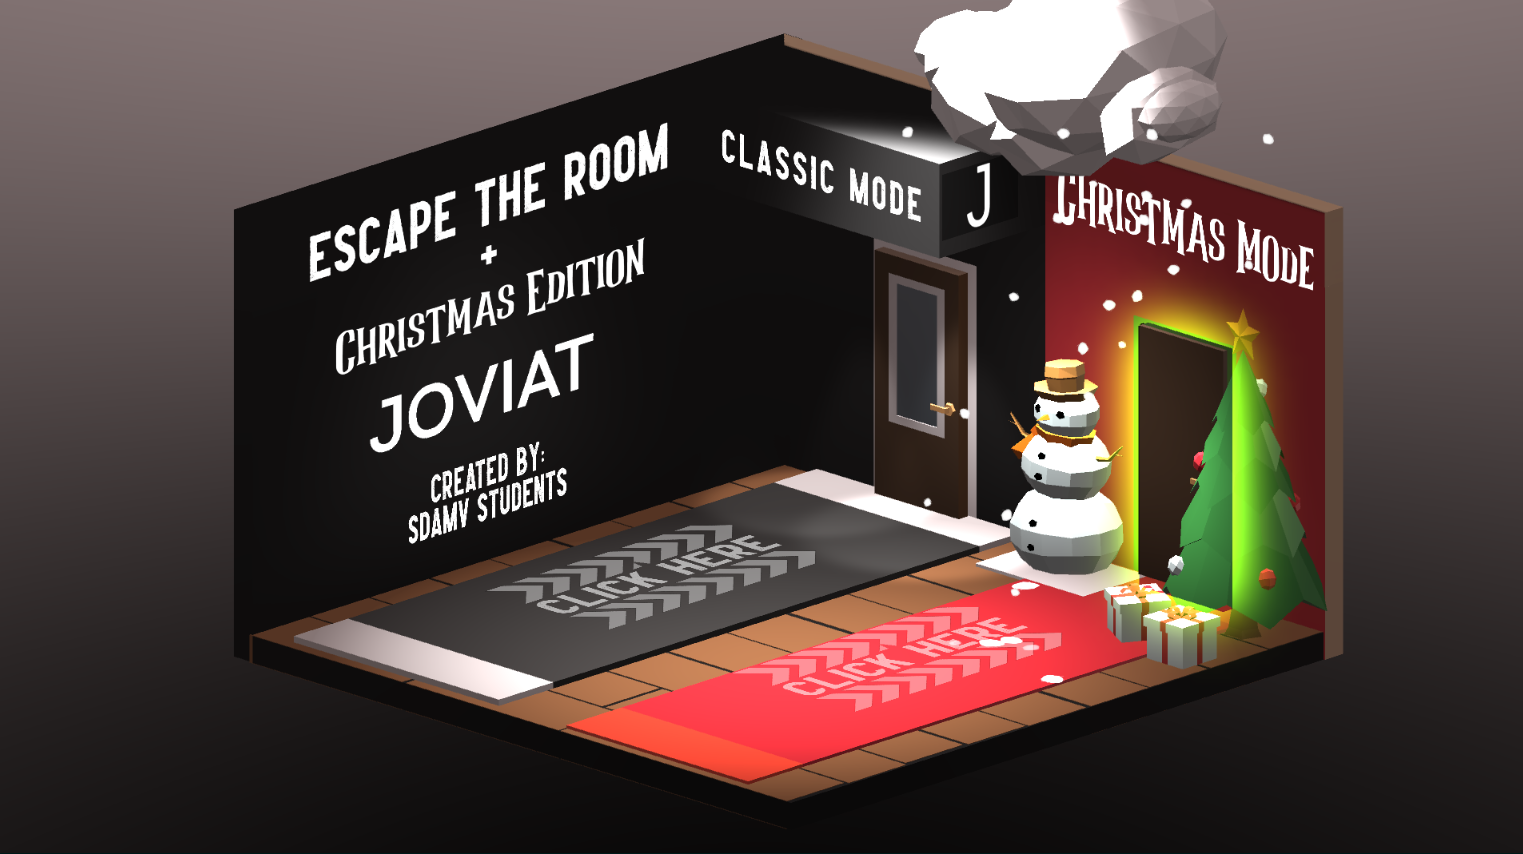 ESCAPE THE ROOM
+
CHRISTMAS EDITION
JOVIAT
CREATED BY:
SDAMV STUDENTS
CLASSIC MODE
J
CHRISTMAS MODE
CLICK HERE
CLICK HERE